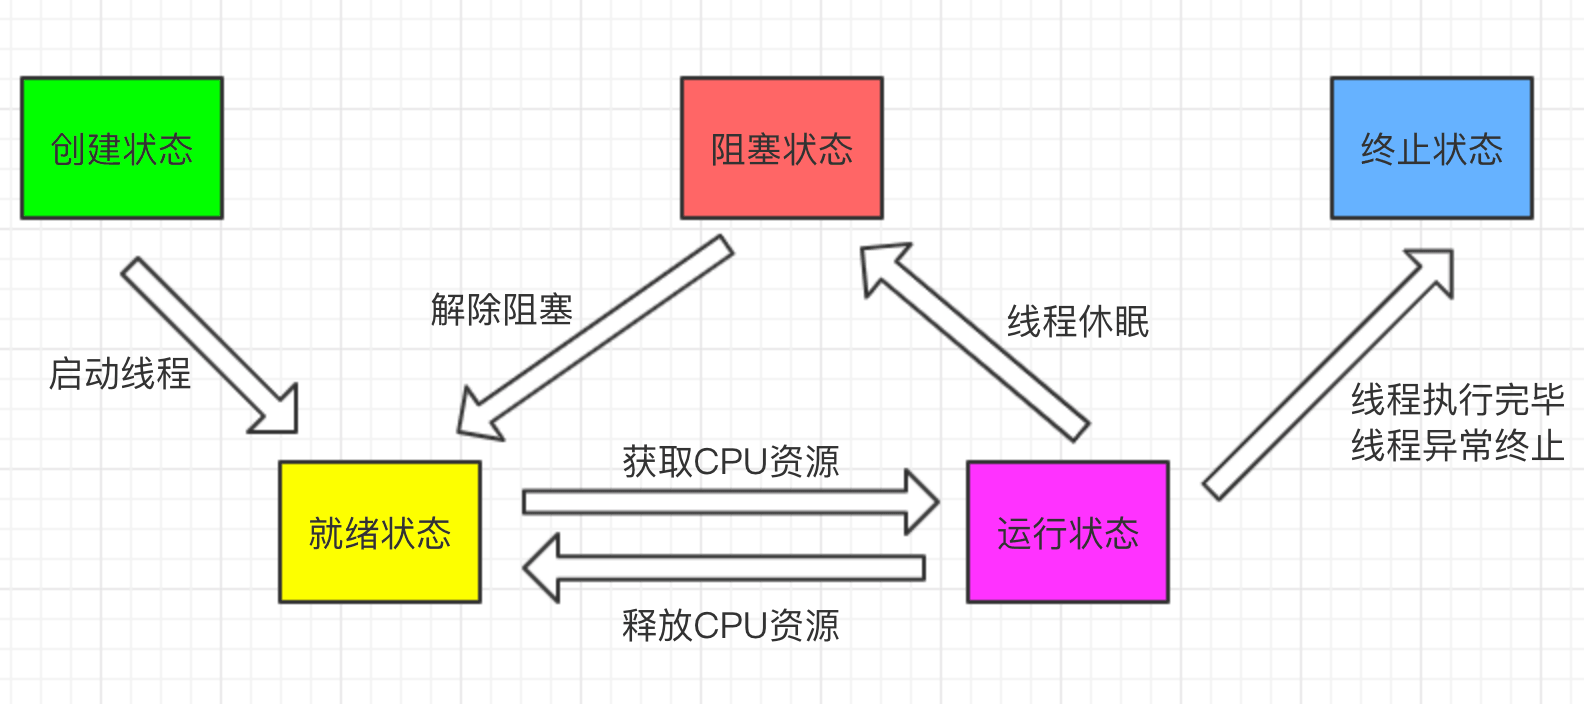 创建状态
阻塞状态
终止状态
解除阻塞
线程休眠
启动线程
线程执行完毕
线程异常终止
获取CPU资源
就绪状态
运行状态
释放CPU资源